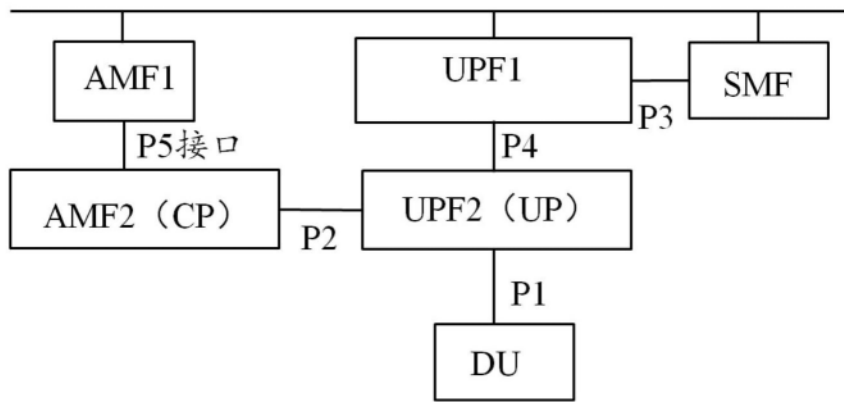 AMF1
UPF1
SMF
P3
P5接口
P4
AMF2（CP）
UPF2（UP）
P2
P1
DU